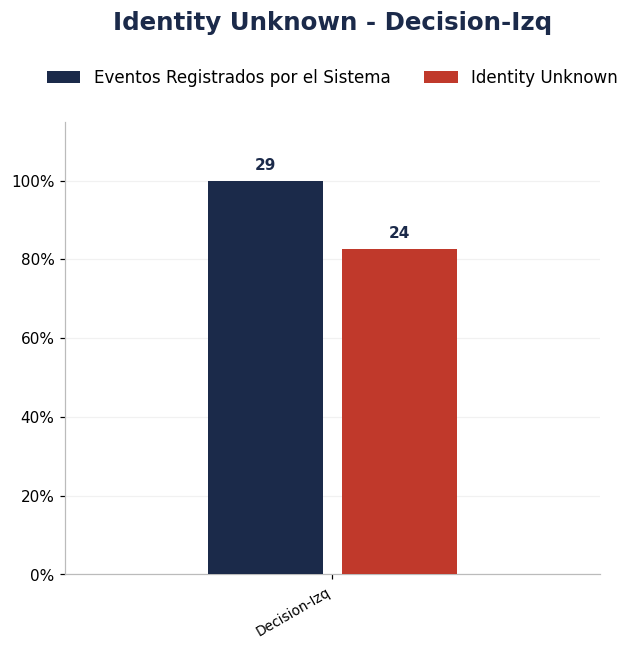 Identity Unknown - Decision-Izq
Eventos Registrados por el Sistema
Identity Unknown
29
24
100%
80%
60%
40%
20%
0%
Decision-Izq